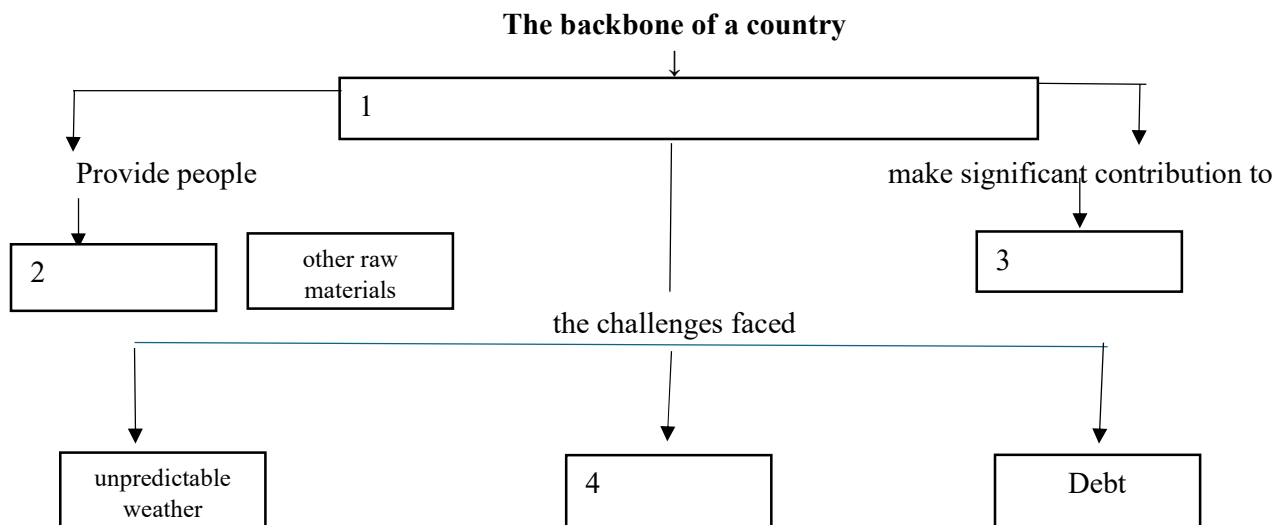 The backbone of a country
↓
1
Provide people
make significant contribution to
2
other raw
materials
3
the challenges faced
unpredictable
weather
4
Debt